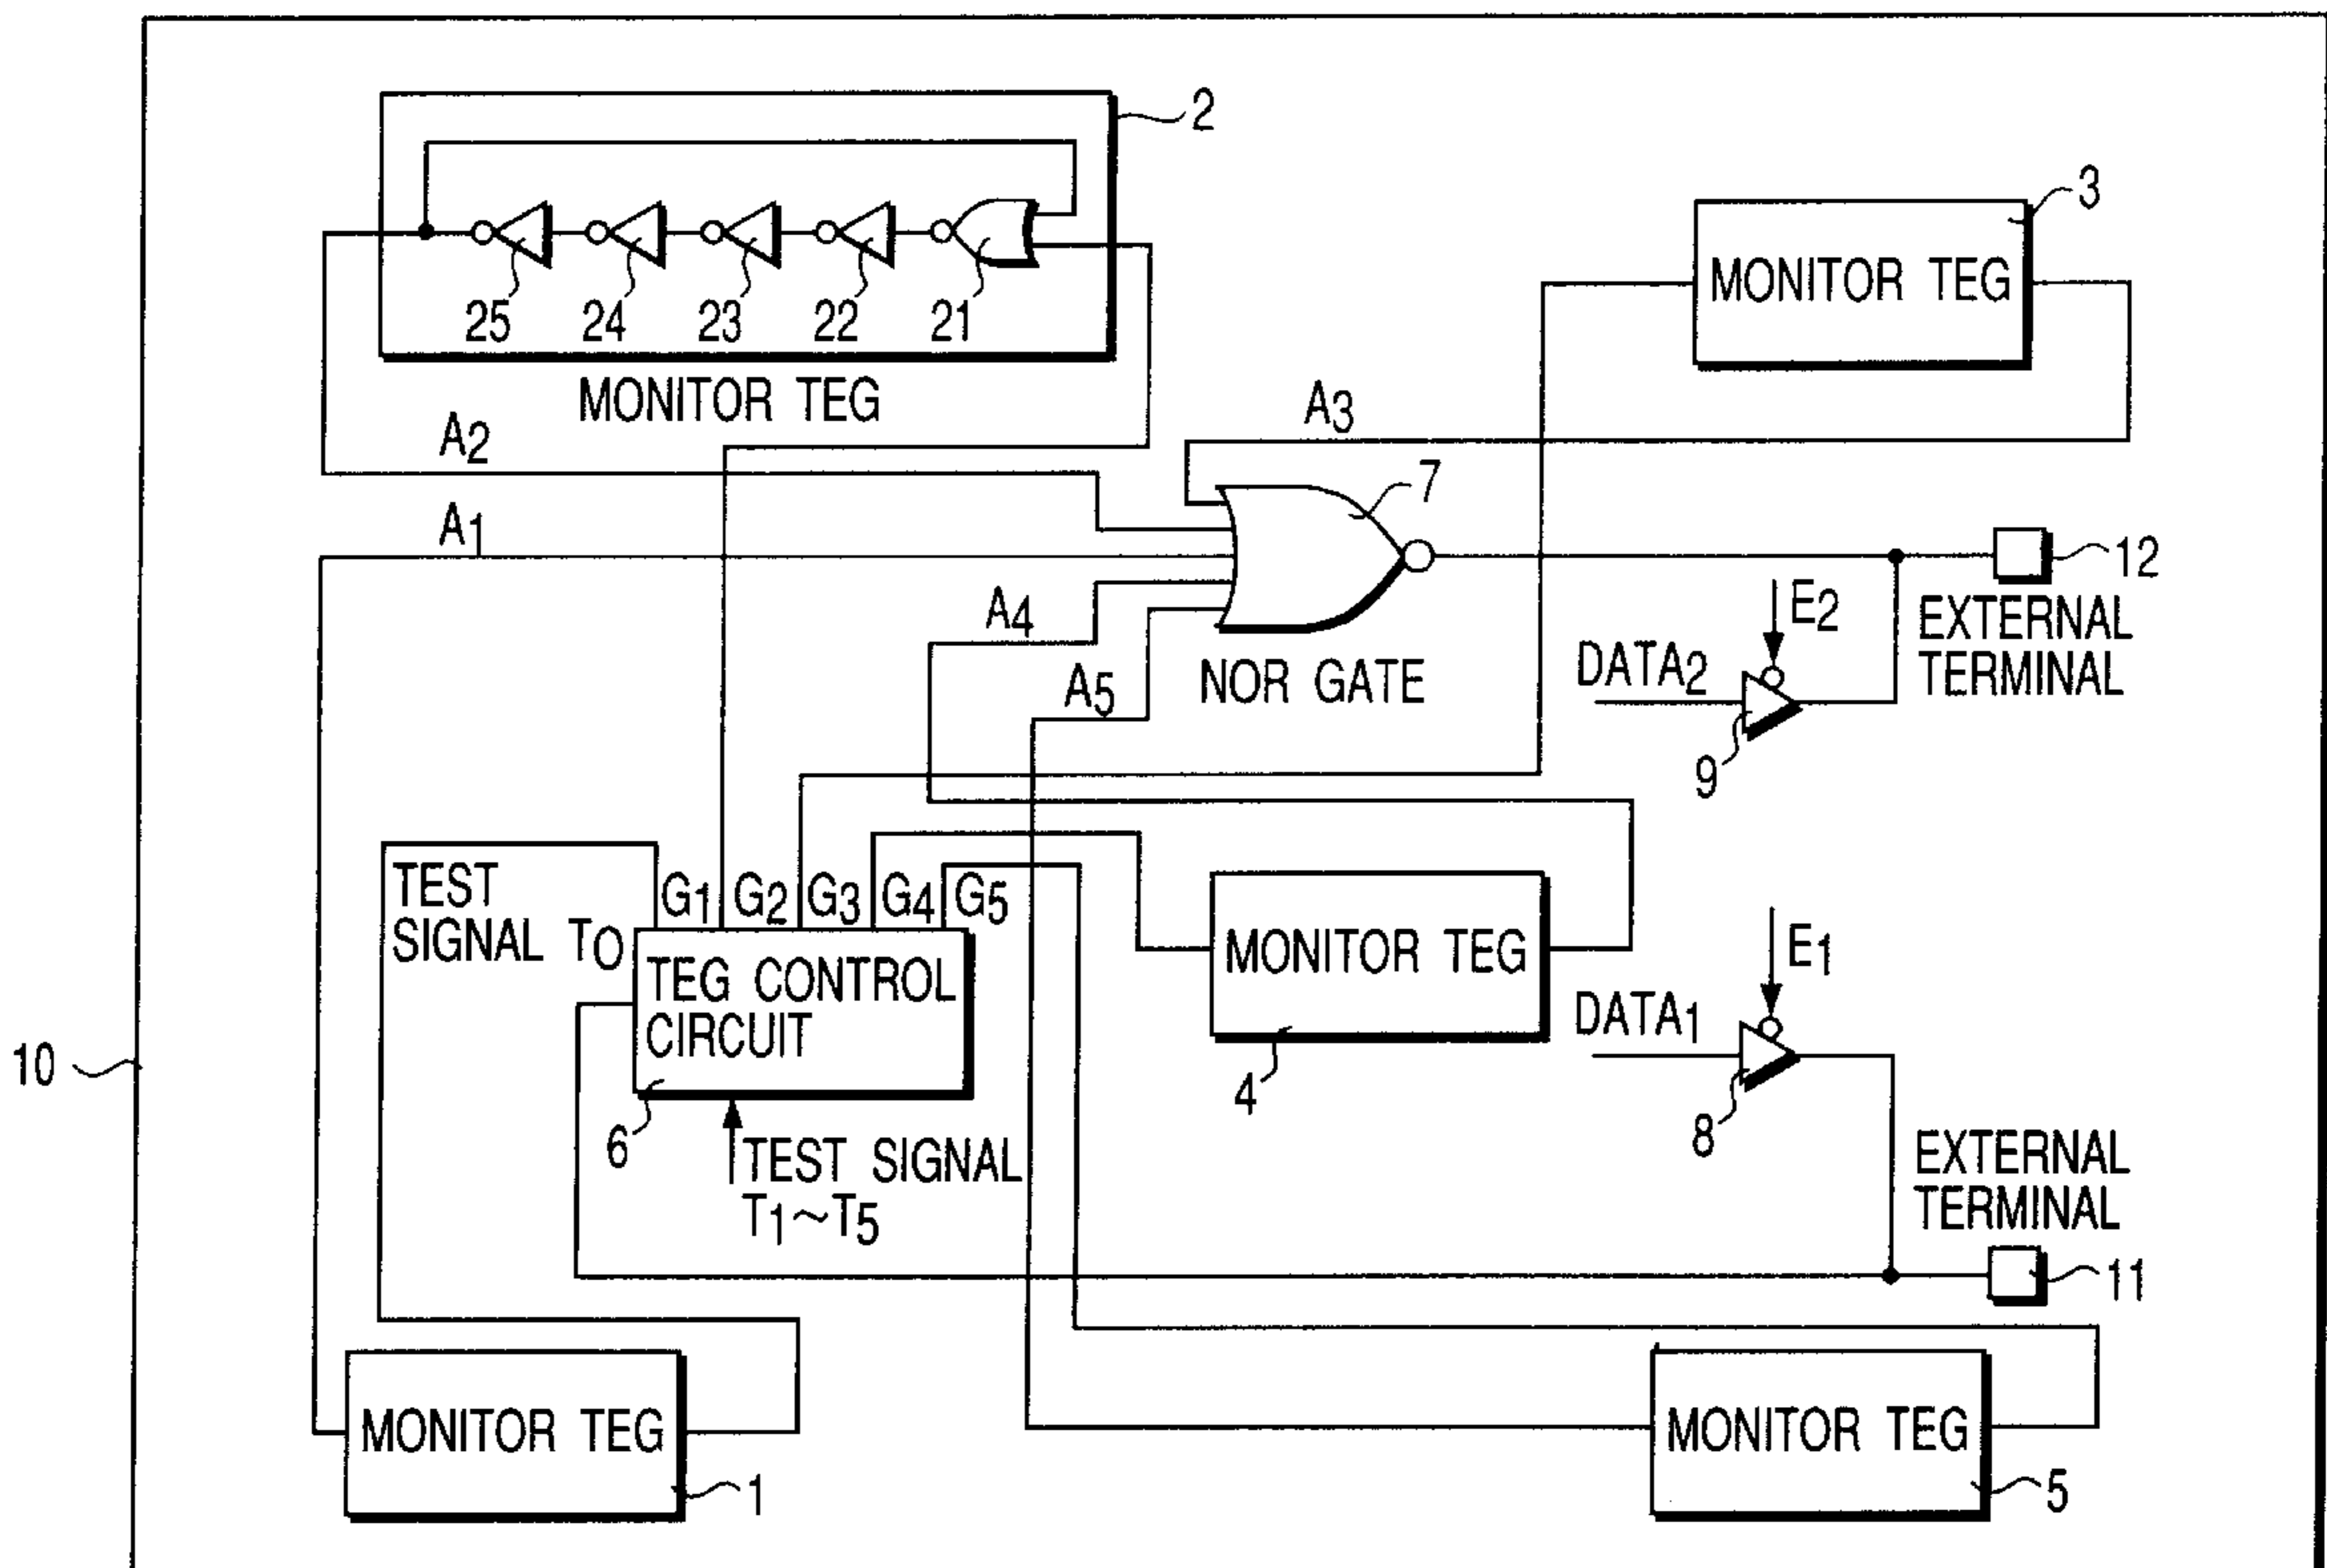 2
3
MONITOR TEG
25
24
23
22
21
MONITOR TEG
A2
A3
7
A1
12
E2
EXTERNAL
TERMINAL
A4
DATA2
NOR GATE
A5
9
TEST
SIGNAL TO
G1
G2
G3
G4
G5
MONITOR TEG
E1
TEG CONTROL
CIRCUIT
DATA1
10
4
8
6
TEST SIGNAL
T1~T5
EXTERNAL
TERMINAL
11
MONITOR TEG
MONITOR TEG
1
5